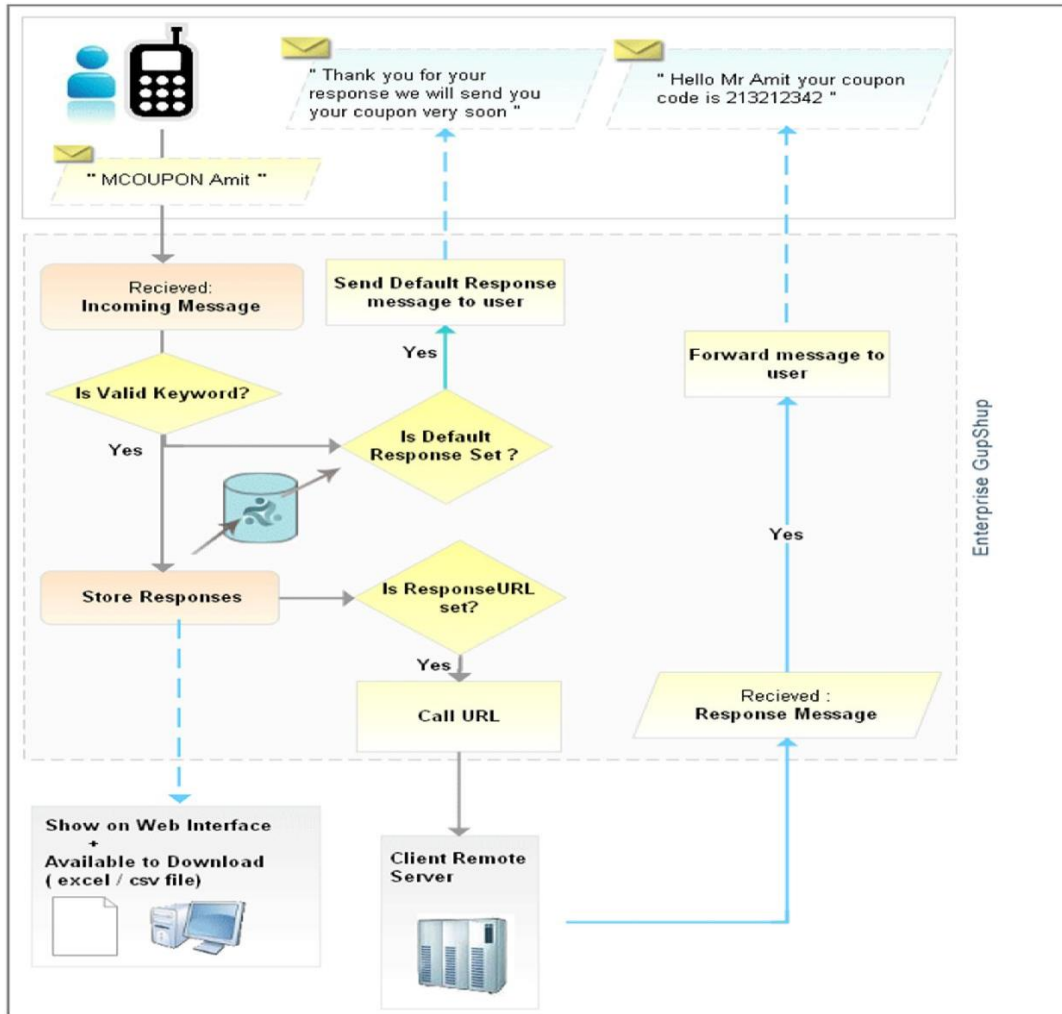 " Thank you for your
response we will send you
your coupon very soon "
" Hello Mr Amit your coupon
code is 213212342 "
" MCOUPON Amit "
Recieved:
Incoming Message
Send Default Response
message to user
Yes
Forward message to
user
Is Valid Keyword?
Yes
Is Default
Response Set ?
Yes
Enterprise GupShup
Store Responses
Is ResponseURL
set?
Yes
Call URL
Recieved :
Response Message
Show on Web Interface
+
Available to Download
( excel / csv file)
Client Remote
Server